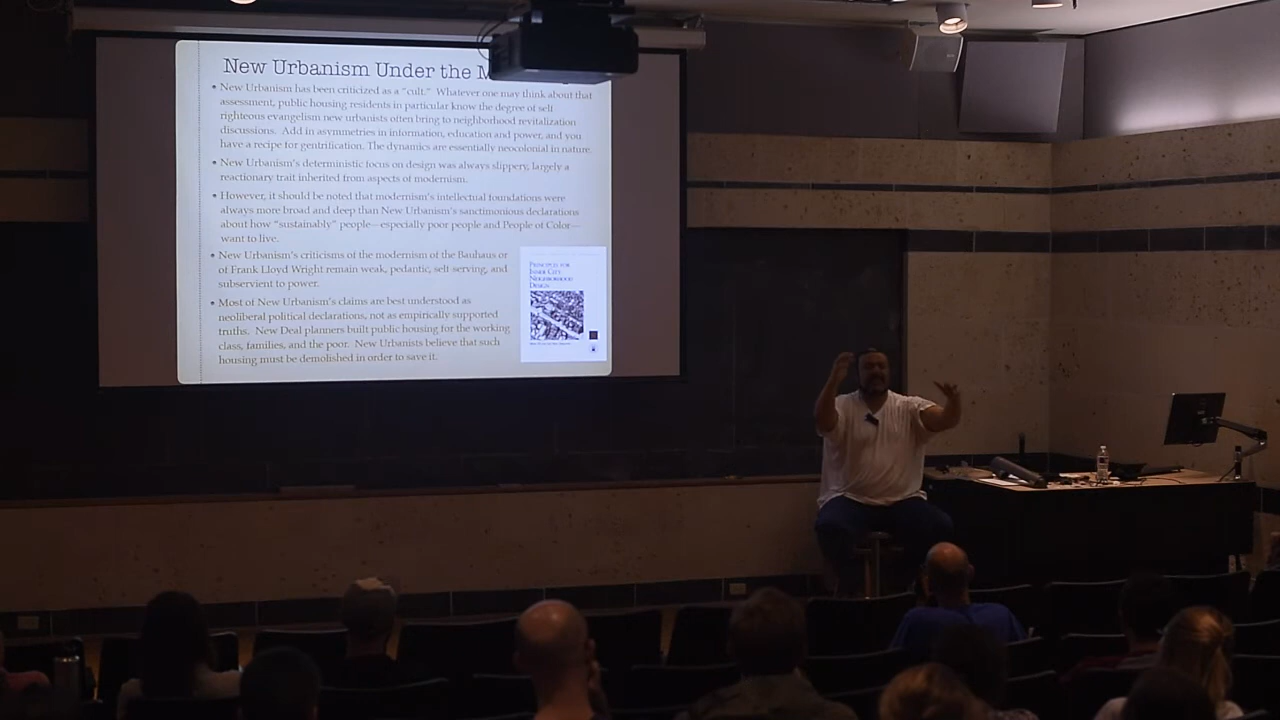 New Urbanism Under the
• New Urbanism has been criticized as a “cult.” Whatever one may think about that
assessment, public housing residents in particular know the degree of self
righteous evangelism new urbanists often bring to neighborhood revitalization
discussions. Add in asymmetries in information, education and power, and you
have a recipe for gentrification. The dynamics are essentially neocolonial in nature.
• New Urbanism’s deterministic focus on design was always slippery, largely a
reactionary trait inherited from aspects of modernism.
• However, it should be noted that modernism’s intellectual foundations were
always more broad and deep than New Urbanism’s sanctimonious declarations
about how “sustainably” people—especially poor people and People of Color—
want to live.
• New Urbanism’s criticisms of the modernism of the Bauhaus or
of Frank Lloyd Wright remain weak, pedantic, self serving, and
subservient to power.
• Most of New Urbanism’s claims are best understood as
neoliberal political declarations, not as empirically supported
truths. New Deal planners built public housing for the working
class, families, and the poor. New Urbanists believe that such
housing must be demolished in order to save it.
Principles for
Inner City
Neighborhood
Design